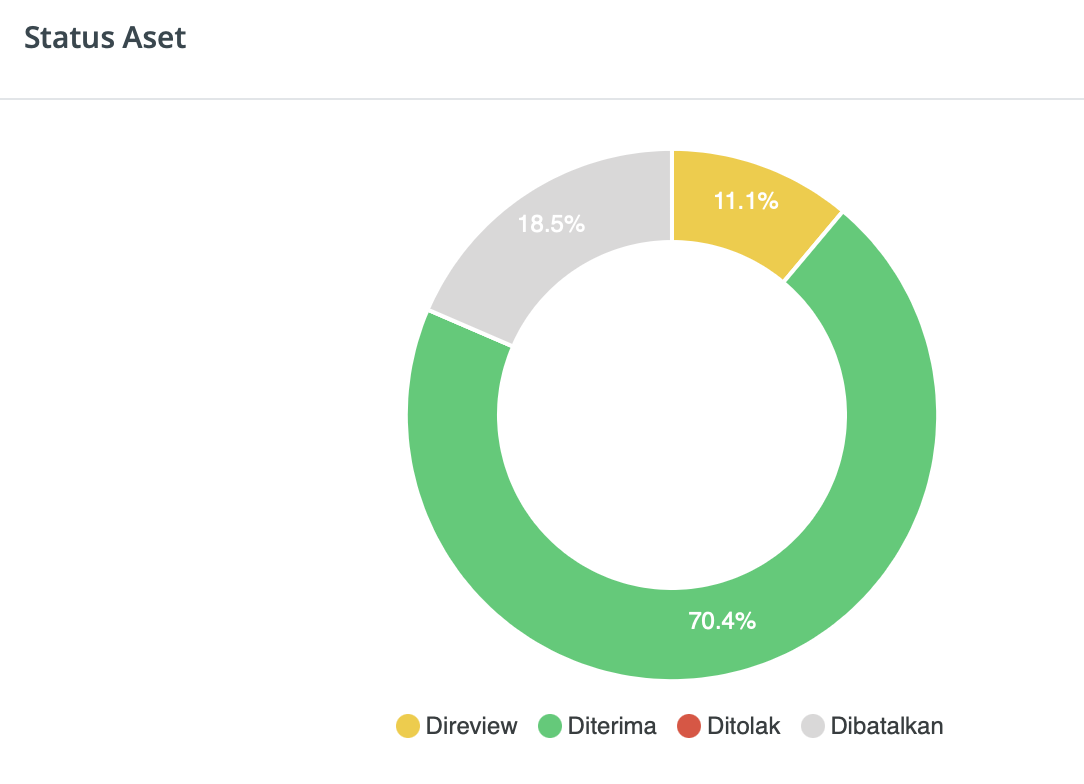 Status Aset
11.1%
18.5%
70.4%
Direview Diterima Ditolak Dibatalkan